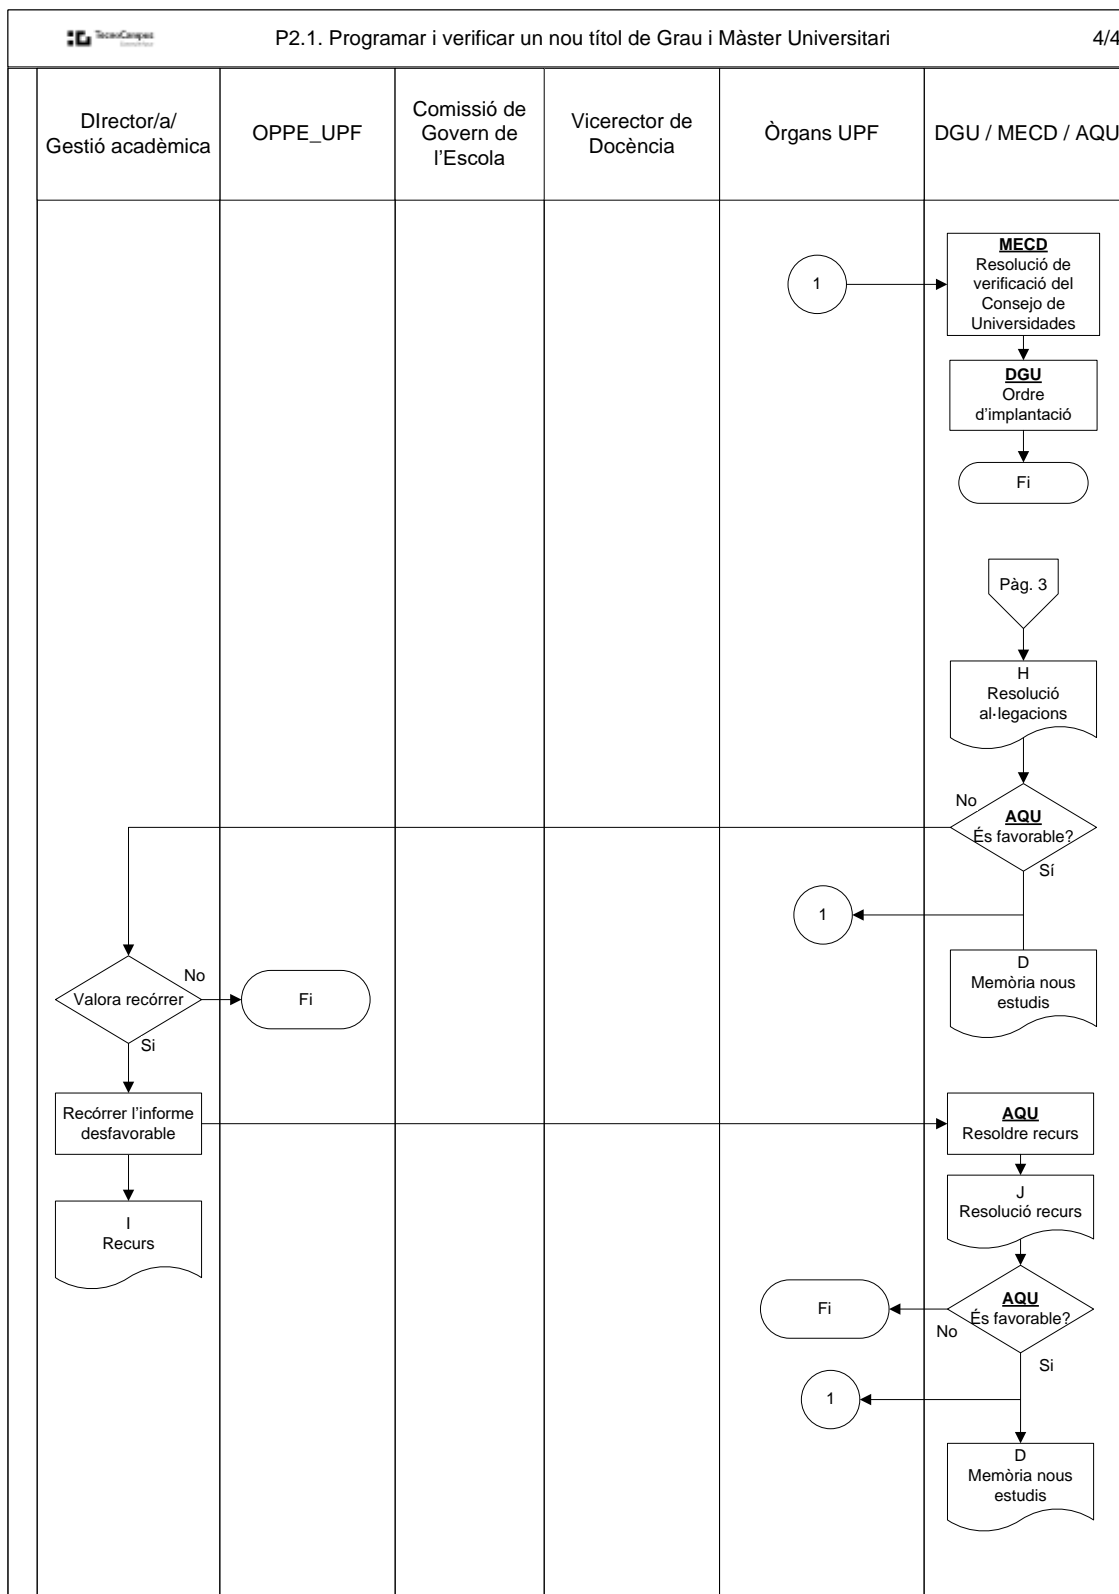 TecnoCampus
P2.1. Programar i verificar un nou títol de Grau i Màster Universitari
4/4
DIrector/a/
Gestió acadèmica
OPPE_UPF
Comissió de
Govern de
l'Escola
Vicerector de
Docència
Òrgans UPF
DGU / MECD / AQU
1
MECD
Resolució de
verificació del
Consejo de
Universidades
DGU
Ordre
d'implantació
Fi
Pàg. 3
H
Resolució
al·legacions
No
AQU
És favorable?
Sí
1
D
Memòria nous
estudis
Valora recórrer
No
Fi
Si
Recórrer l'informe
desfavorable
AQU
Resoldre recurs
I
Recurs
J
Resolució recurs
AQU
És favorable?
Fi
No
Si
1
D
Memòria nous
estudis